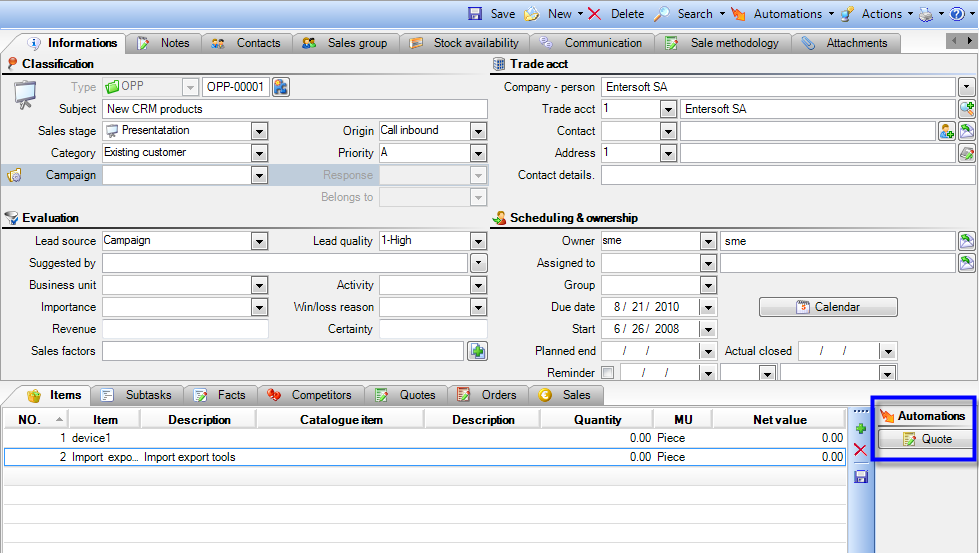 Save New Delete Search Automations Actions
Informations Notes Contacts Sales group Stock availability Communication Sale methodology Attachments
Classification
Type OPP OPP-00001
Subject New CRM products
Sales stage Presentatation Origin Call inbound
Category Existing customer Priority A
Campaign Response
Belongs to
Trade acct
Company - person Entersoft SA
Trade acct 1 Entersoft SA
Contact
Address 1
Contact details.
Evaluation
Lead source Campaign Lead quality 1-High
Suggested by
Business unit Activity
Importance Win/loss reason
Revenue Certainty
Sales factors
Scheduling & ownership
Owner sme sme
Assigned to
Group
Due date 8 / 21 / 2010 5 Calendar
Start 6 / 26 / 2008
Planned end / / Actual closed / /
Reminder / /
Items Subtasks Facts Competitors Quotes Orders Sales
NO. Item Description Catalogue item Description Quantity MU Net value
1 device1 0.00 Piece 0.00
2 Import expo... Import export tools 0.00 Piece 0.00
Automations
Quote